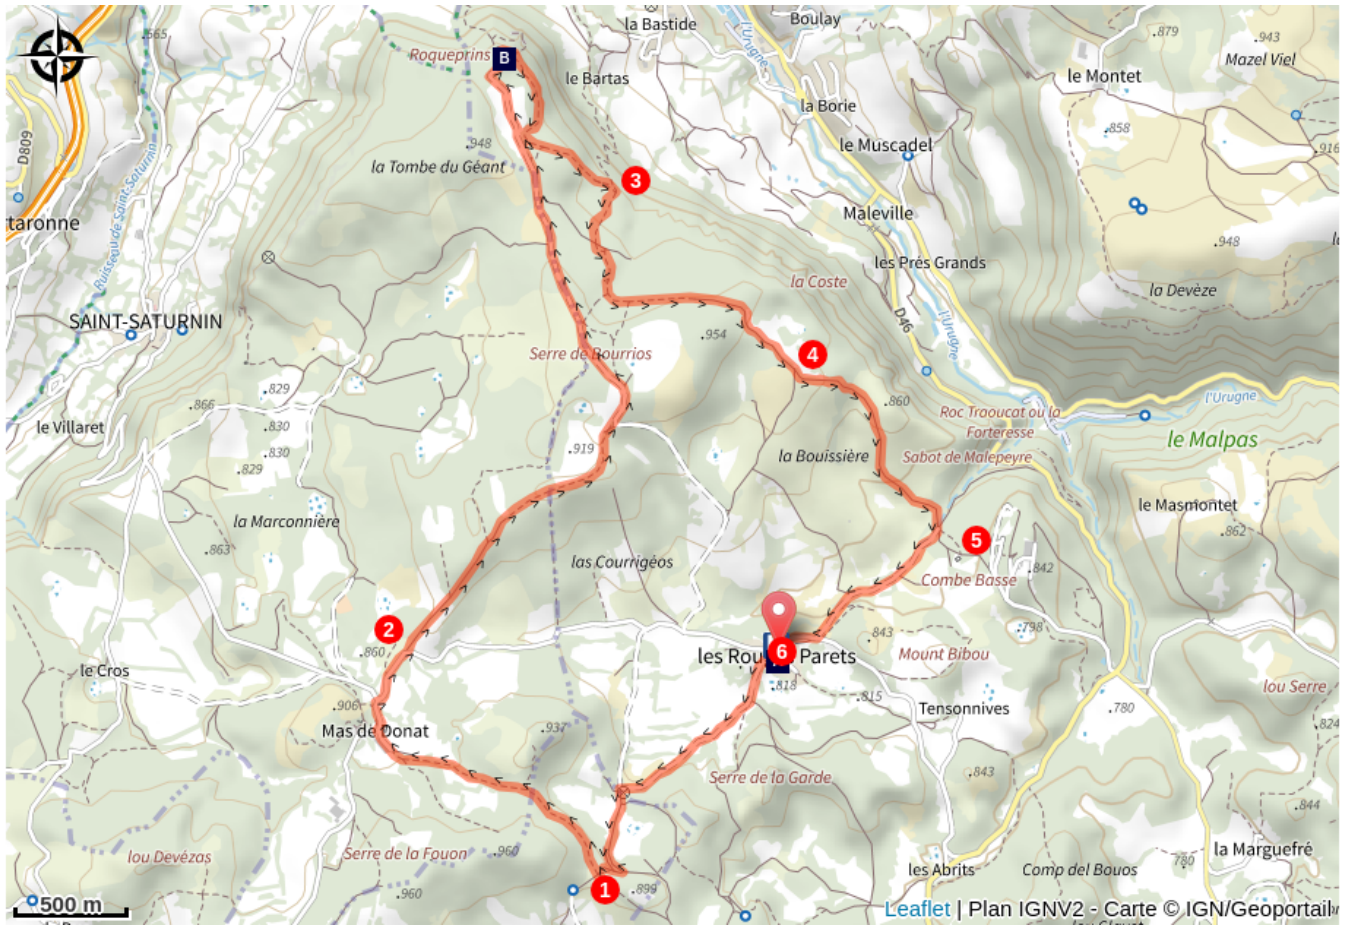 la Bastide
Boulay
l'Urugne
.879
.943
Mazel Viel
.565
Roqueprins
B
le Bartas
le Montet
la Borie
D809
.858
.948
le Muscadel
.916
la Tombe du Géant
3
Ruisseau de Saint-Saturnin
taronne
Maleville
.948
les Prés Grands
la Coste
la Devèze
SAINT-SATURNIN
D46
l'Urugne
.954
Serre de Bourrios
4
.829
.866
.860
l'Urugne
Roc Traoucat ou la
Forteresse
le Villaret
.830
le Malpas
.919
.830
la Bouïssière
Sabot de Malepeyre
.829
le Masmontet
la Marconnière
.862
5
.863
las Courrigéos
.842
Combe Basse
2
.798
.843
.860
6
les Rou
Parets
Mount Bibou
le Cros
.818
.815
lou Serre
.906
Tensonnives
.780
Mas de Donat
.937
.824
Serre de la Garde
.843
.844
lou Devézas
Serre de la Fouon
.960
la Marguefré
.780
les Abrits
Comp del Bouos
1
.899
.960
500 m
Leaflet | Plan IGNV2 - Carte © IGN/Geoportail